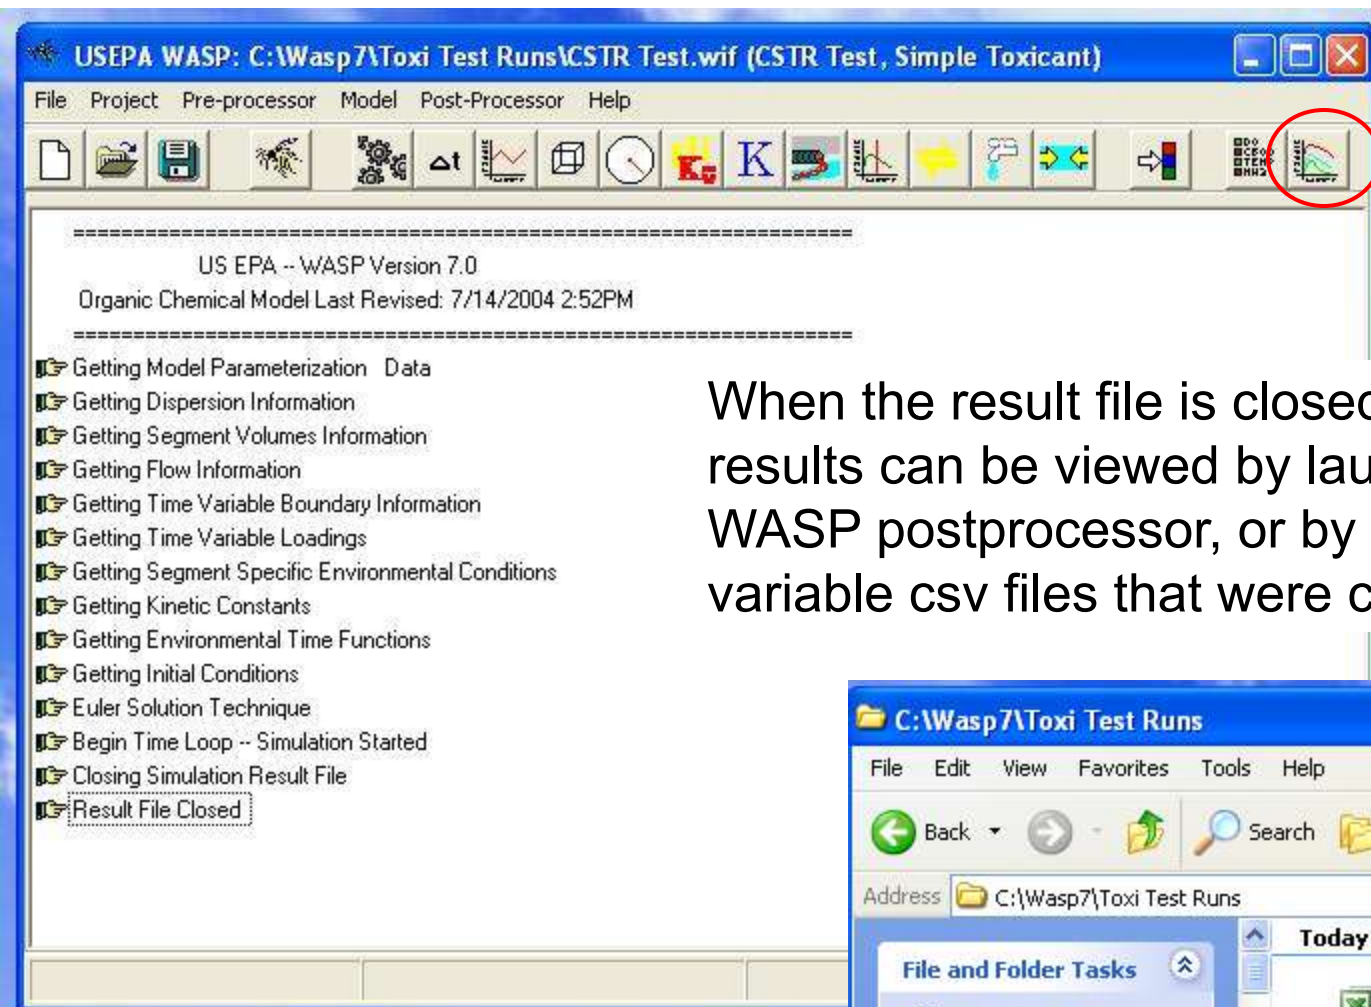 USEPA WASP: C:\Wasp7\Toxi Test Runs\CSTR Test.wif (CSTR Test, Simple Toxicant)
File Project Pre-processor Model Post-Processor Help
Δt K K
=================================================================
US EPA -- WASP Version 7.0
Organic Chemical Model Last Revised: 7/14/2004 2:52PM
=================================================================
Getting Model Parameterization Data
Getting Dispersion Information
Getting Segment Volumes Information
Getting Flow Information
Getting Time Variable Boundary Information
Getting Time Variable Loadings
Getting Segment Specific Environmental Conditions
Getting Kinetic Constants
Getting Environmental Time Functions
Getting Initial Conditions
Euler Solution Technique
Begin Time Loop -- Simulation Started
Closing Simulation Result File
Result File Closed
When the result file is closed
results can be viewed by lau
WASP postprocessor, or by
variable csv files that were c
C:\Wasp7\Toxi Test Runs
File Edit View Favorites Tools Help
Back Search
Address C:\Wasp7\Toxi Test Runs
File and Folder Tasks
Today